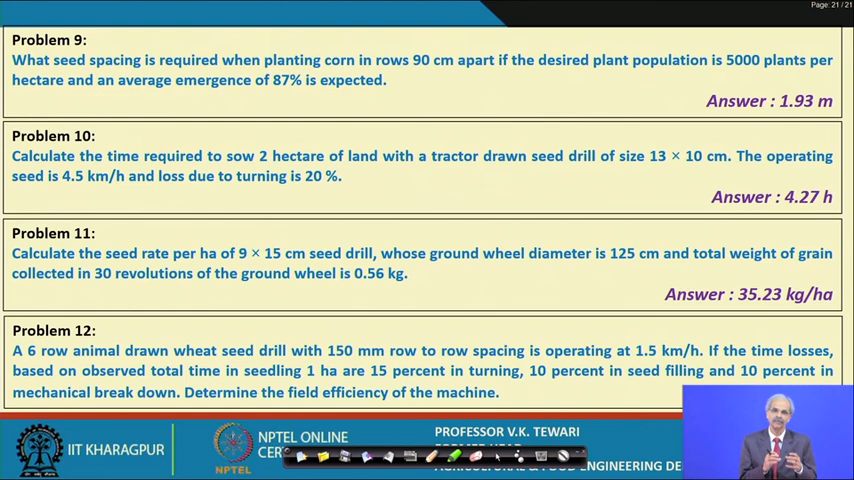 Page: 21 / 21
Problem 9:
What seed spacing is required when planting corn in rows 90 cm apart if the desired plant population is 5000 plants per
hectare and an average emergence of 87% is expected.
Answer : 1.93 m
Problem 10:
Calculate the time required to sow 2 hectare of land with a tractor drawn seed drill of size 13 × 10 cm. The operating
seed is 4.5 km/h and loss due to turning is 20 %.
Answer : 4.27 h
Problem 11:
Calculate the seed rate per ha of 9 × 15 cm seed drill, whose ground wheel diameter is 125 cm and total weight of grain
collected in 30 revolutions of the ground wheel is 0.56 kg.
Answer : 35.23 kg/ha
Problem 12:
A 6 row animal drawn wheat seed drill with 150 mm row to row spacing is operating at 1.5 km/h. If the time losses,
based on observed total time in seedling 1 ha are 15 percent in turning, 10 percent in seed filling and 10 percent in
mechanical break down. Determine the field efficiency of the machine.
IIT KHARAGPUR
NPTEL
NPTEL ONLINE
PROFESSOR V.K. TEWARI
AGRICULTURAL & FOOD ENGINEERING DE